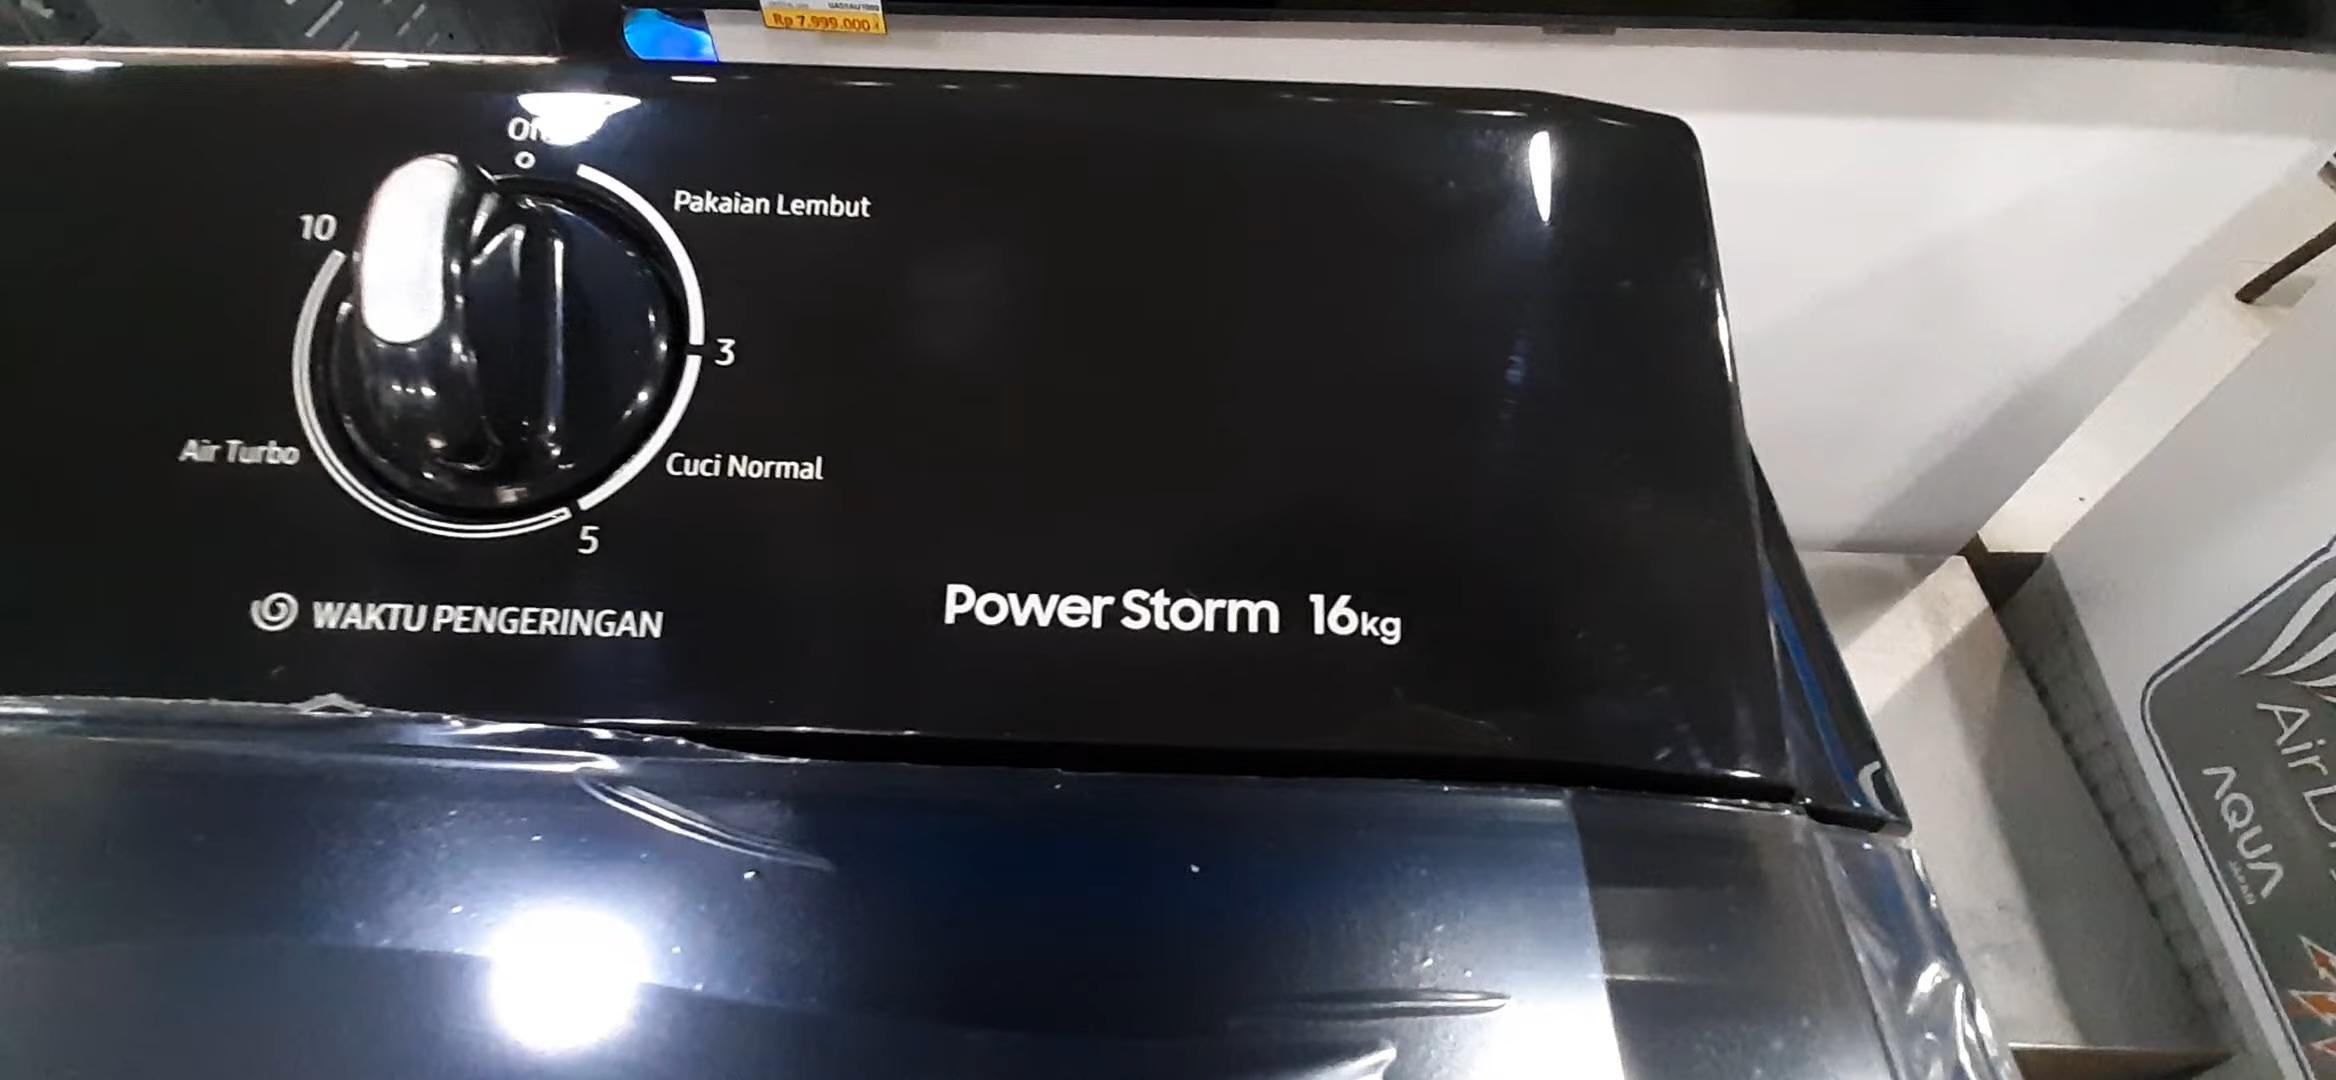 Rp 7.999.000
Off
Pakaian Lembut
10
3
Air Turbo
Cuci Normal
5
WAKTU PENGERINGAN
Power Storm 16kg
AQUA
JAPAN